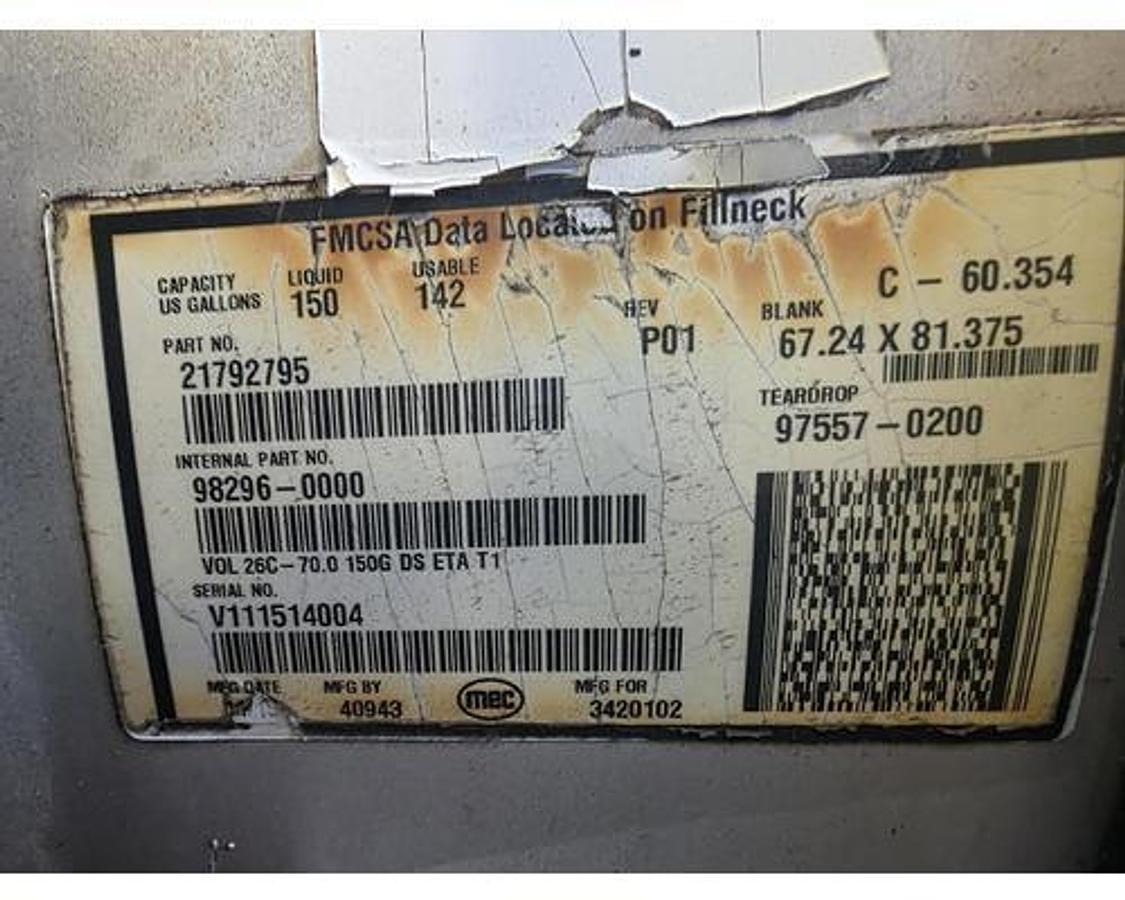 FMCSA Data Located on Fillneck
CAPACITY US GALLONS
LIQUID 150
USABLE 142
C - 60.354
PART NO.
21792795
REV
P01
BLANK
67.24 X 81.375
TEARDROP
97557-0200
INTERNAL PART NO.
98296-0000
VOL 26C-70.0 150G DS ETA T1
SERIAL NO.
V111514004
MFG DATE
MFG BY
40943
mec
MFG FOR
3420102